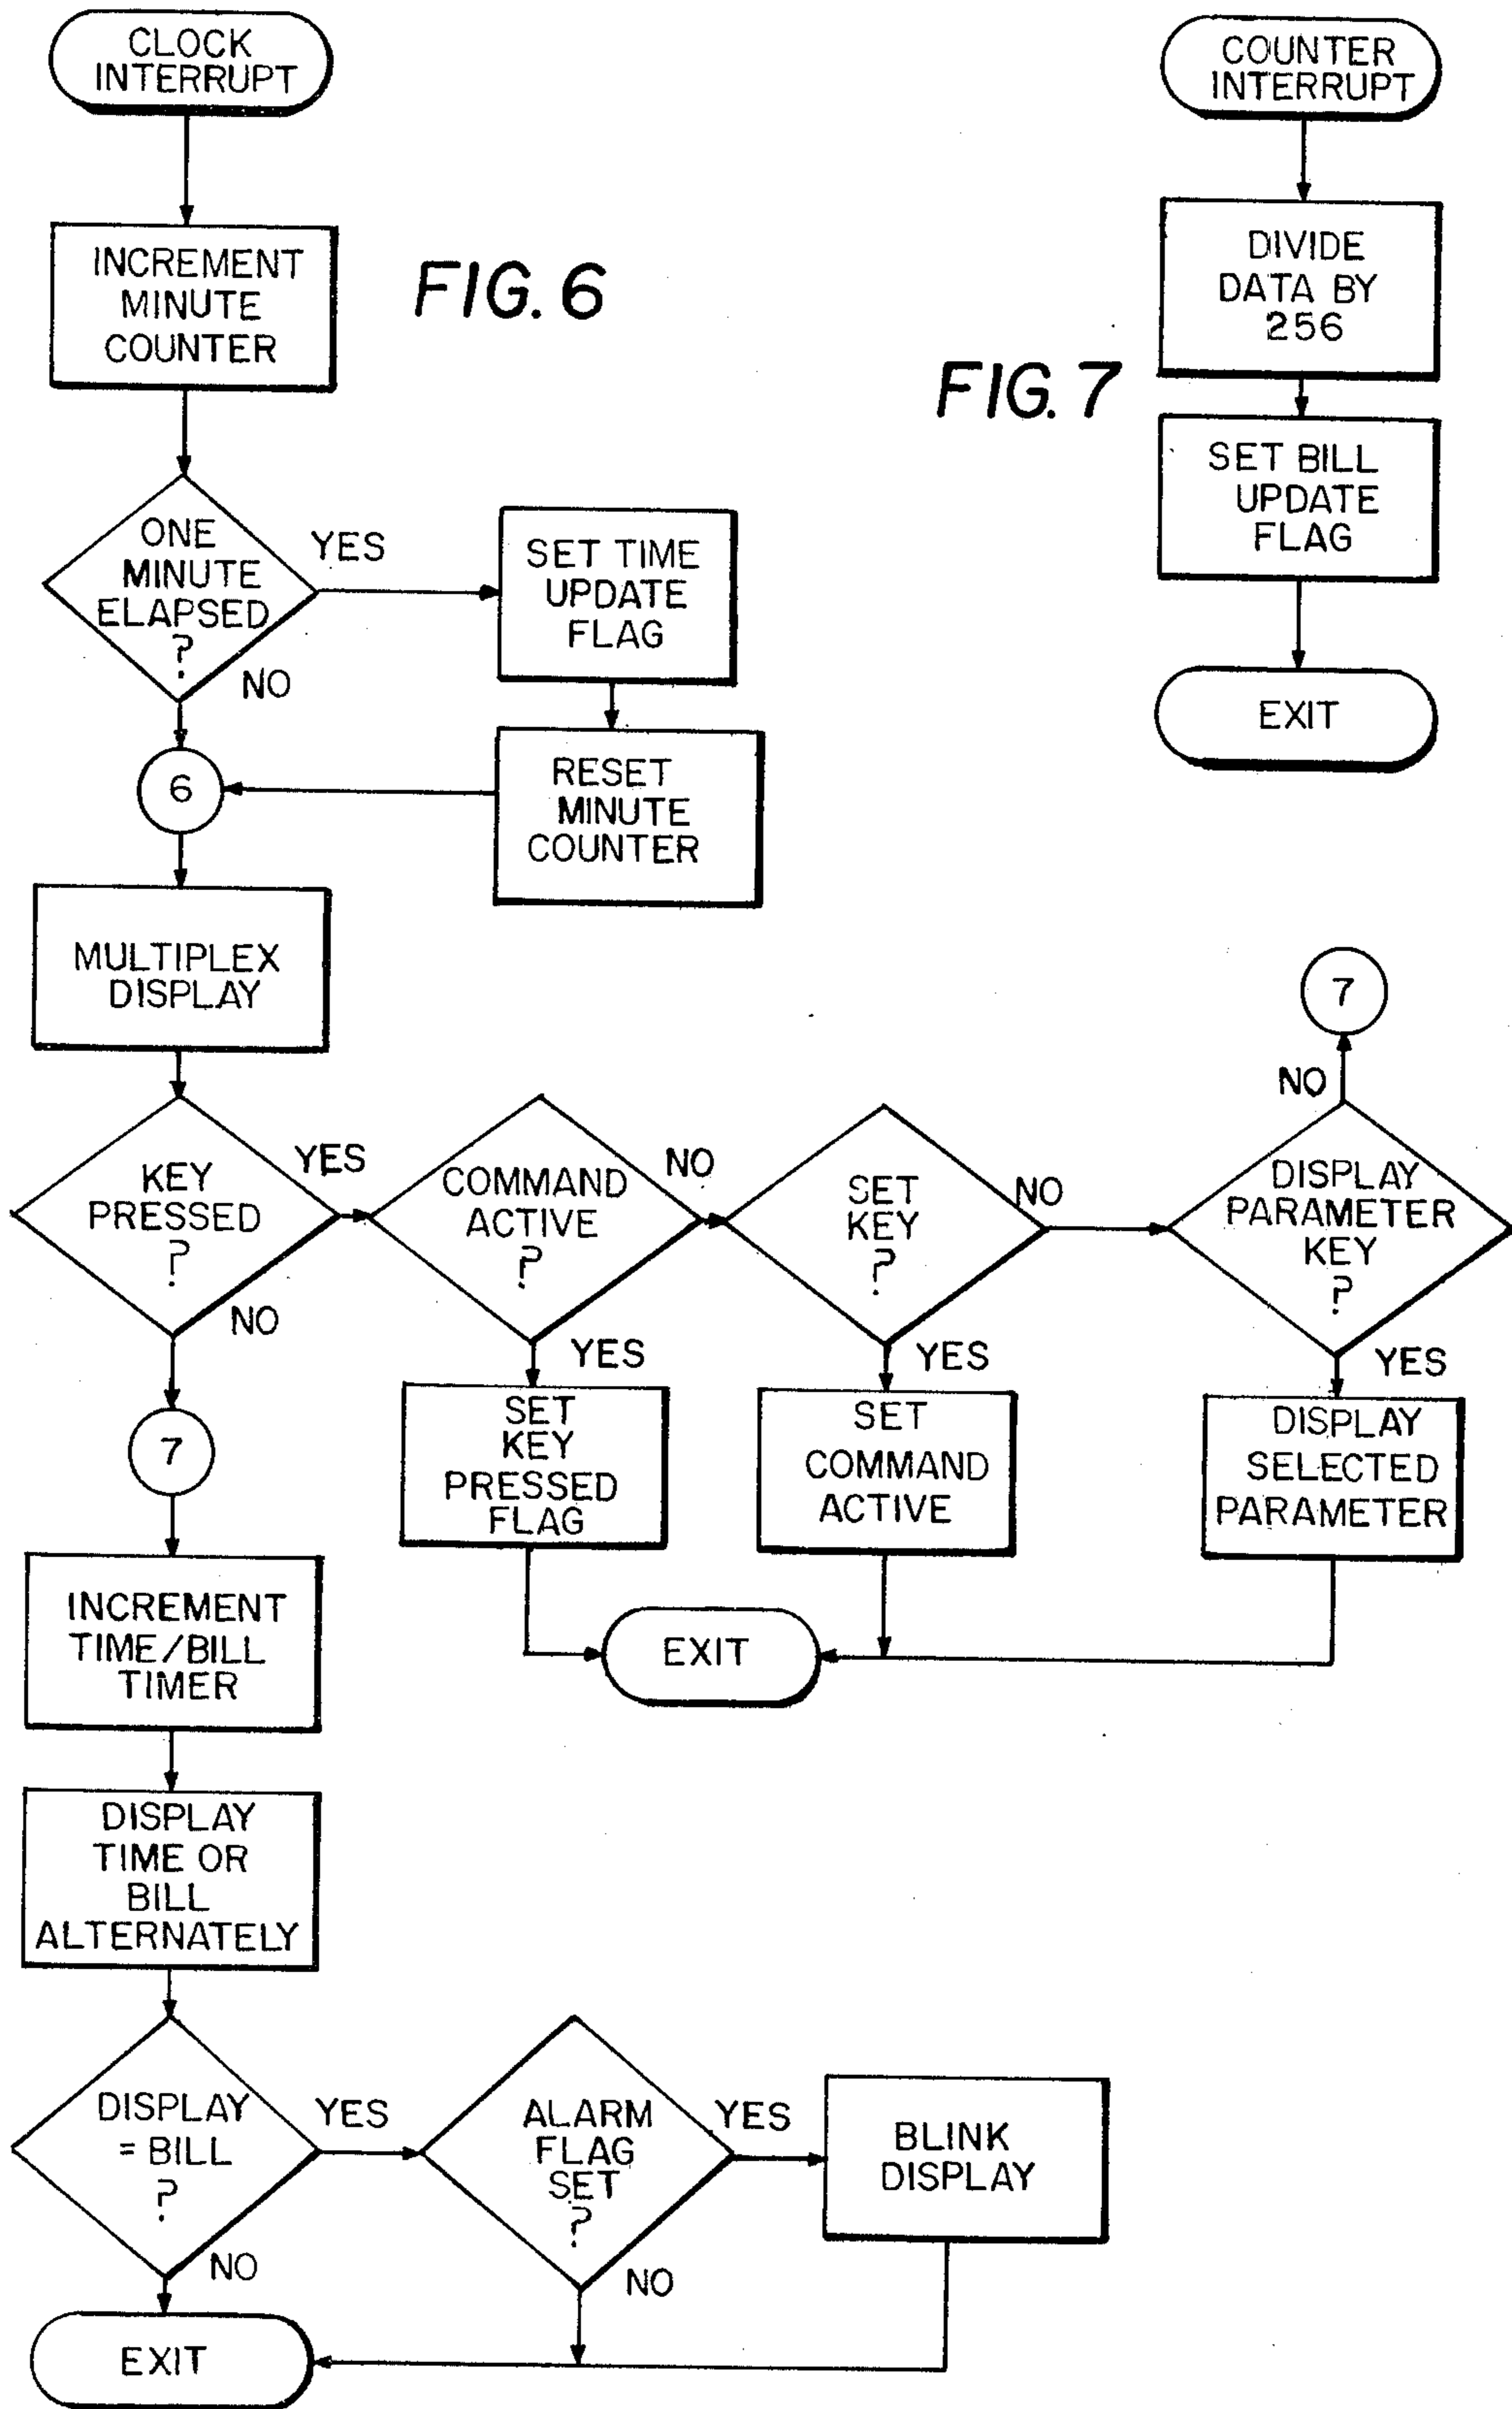 CLOCK
INTERRUPT
INCREMENT
MINUTE
COUNTER
FIG. 6
ONE
MINUTE
ELAPSED
?
YES
NO
SET TIME
UPDATE
FLAG
RESET
MINUTE
COUNTER
6
MULTIPLEX
DISPLAY
KEY
PRESSED
?
YES
NO
COMMAND
ACTIVE
?
NO
YES
SET
KEY
?
NO
YES
DISPLAY
PARAMETER
KEY
?
NO
7
YES
SET
KEY
PRESSED
FLAG
SET
COMMAND
ACTIVE
DISPLAY
SELECTED
PARAMETER
EXIT
7
INCREMENT
TIME/BILL
TIMER
DISPLAY
TIME OR
BILL
ALTERNATELY
DISPLAY
= BILL
?
YES
NO
ALARM
FLAG
SET
?
YES
NO
BLINK
DISPLAY
EXIT
COUNTER
INTERRUPT
FIG. 7
DIVIDE
DATA BY
256
SET BILL
UPDATE
FLAG
EXIT